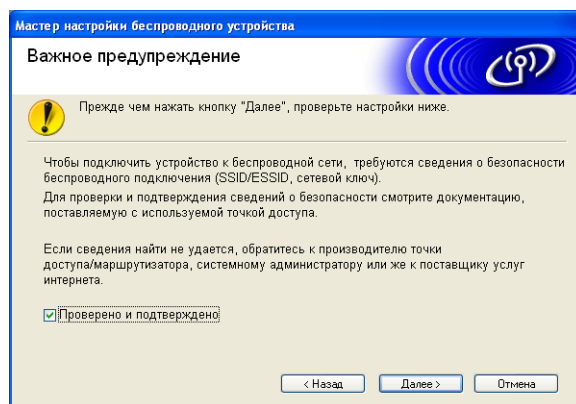 Мастер настройки беспроводного устройства
Важное предупреждение
Прежде чем нажать кнопку "Далее", проверьте настройки ниже.
Чтобы подключить устройство к беспроводной сети, требуются сведения о безопасности
беспроводного подключения (SSID/ESSID, сетевой ключ).
Для проверки и подтверждения сведений о безопасности смотрите документацию,
поставляемую с используемой точкой доступа.
Если сведения найти не удается, обратитесь к производителю точки
доступа/маршрутизатора, системному администратору или же к поставщику услуг
интернета.
Проверено и подтверждено
< Назад Далее > Отмена